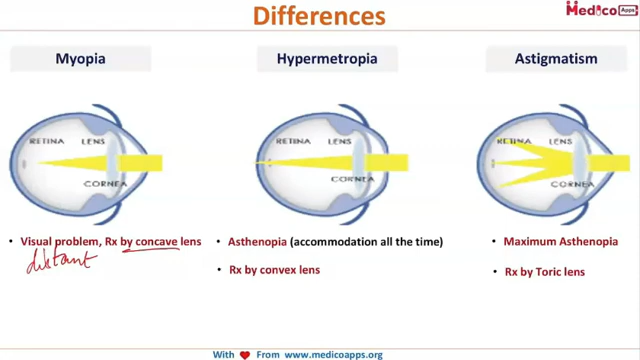 Differences
Medico Apps
Myopia
Hypermetropia
Astigmatism
RETINA LENS
CORNEA
RETINA LENS
CORNEA
RETINA LENS
CORNEA
• Visual problem, Rx by concave lens
distant
• Asthenopia (accommodation all the time)
• Rx by convex lens
• Maximum Asthenopia
• Rx by Toric lens
With From www.medicoapps.org